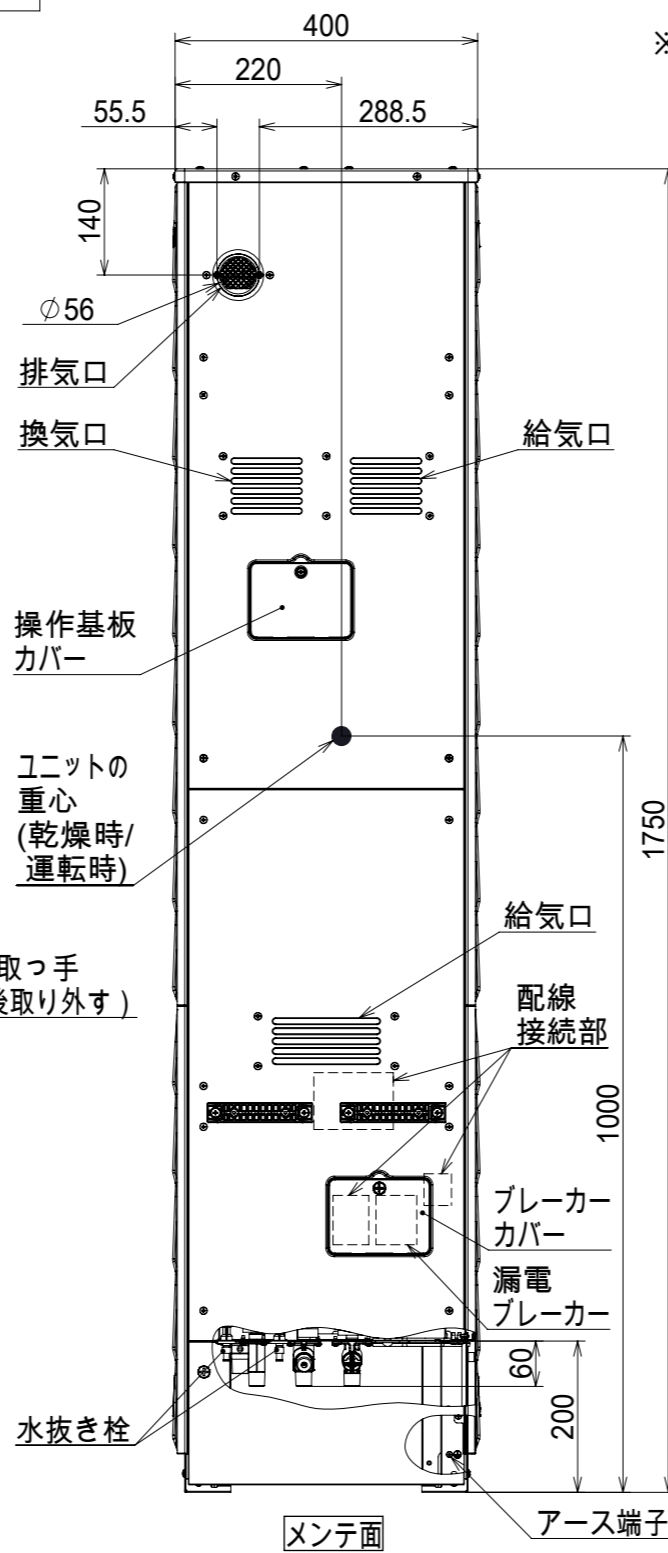 400
※
220
55.5
288.5
140
∅56
排気口
換気口
給気口
操作基板
カバー
ユニットの
重心
(乾燥時/
運転時)
1750
給気口
取っ手
後取り外す)
配線
接続部
1000
ブレーカー
カバー
漏電
ブレーカー
60
200
水抜き栓
アース端子
メンテ面